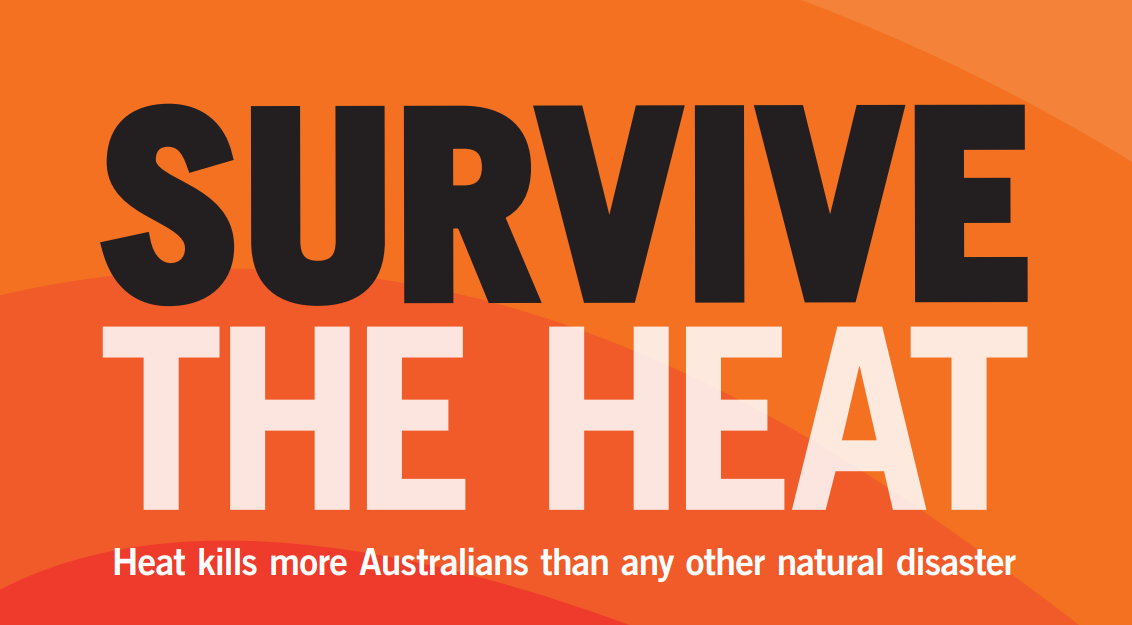 SURVIVE
THE HEAT
Heat kills more Australians than any other natural disaster